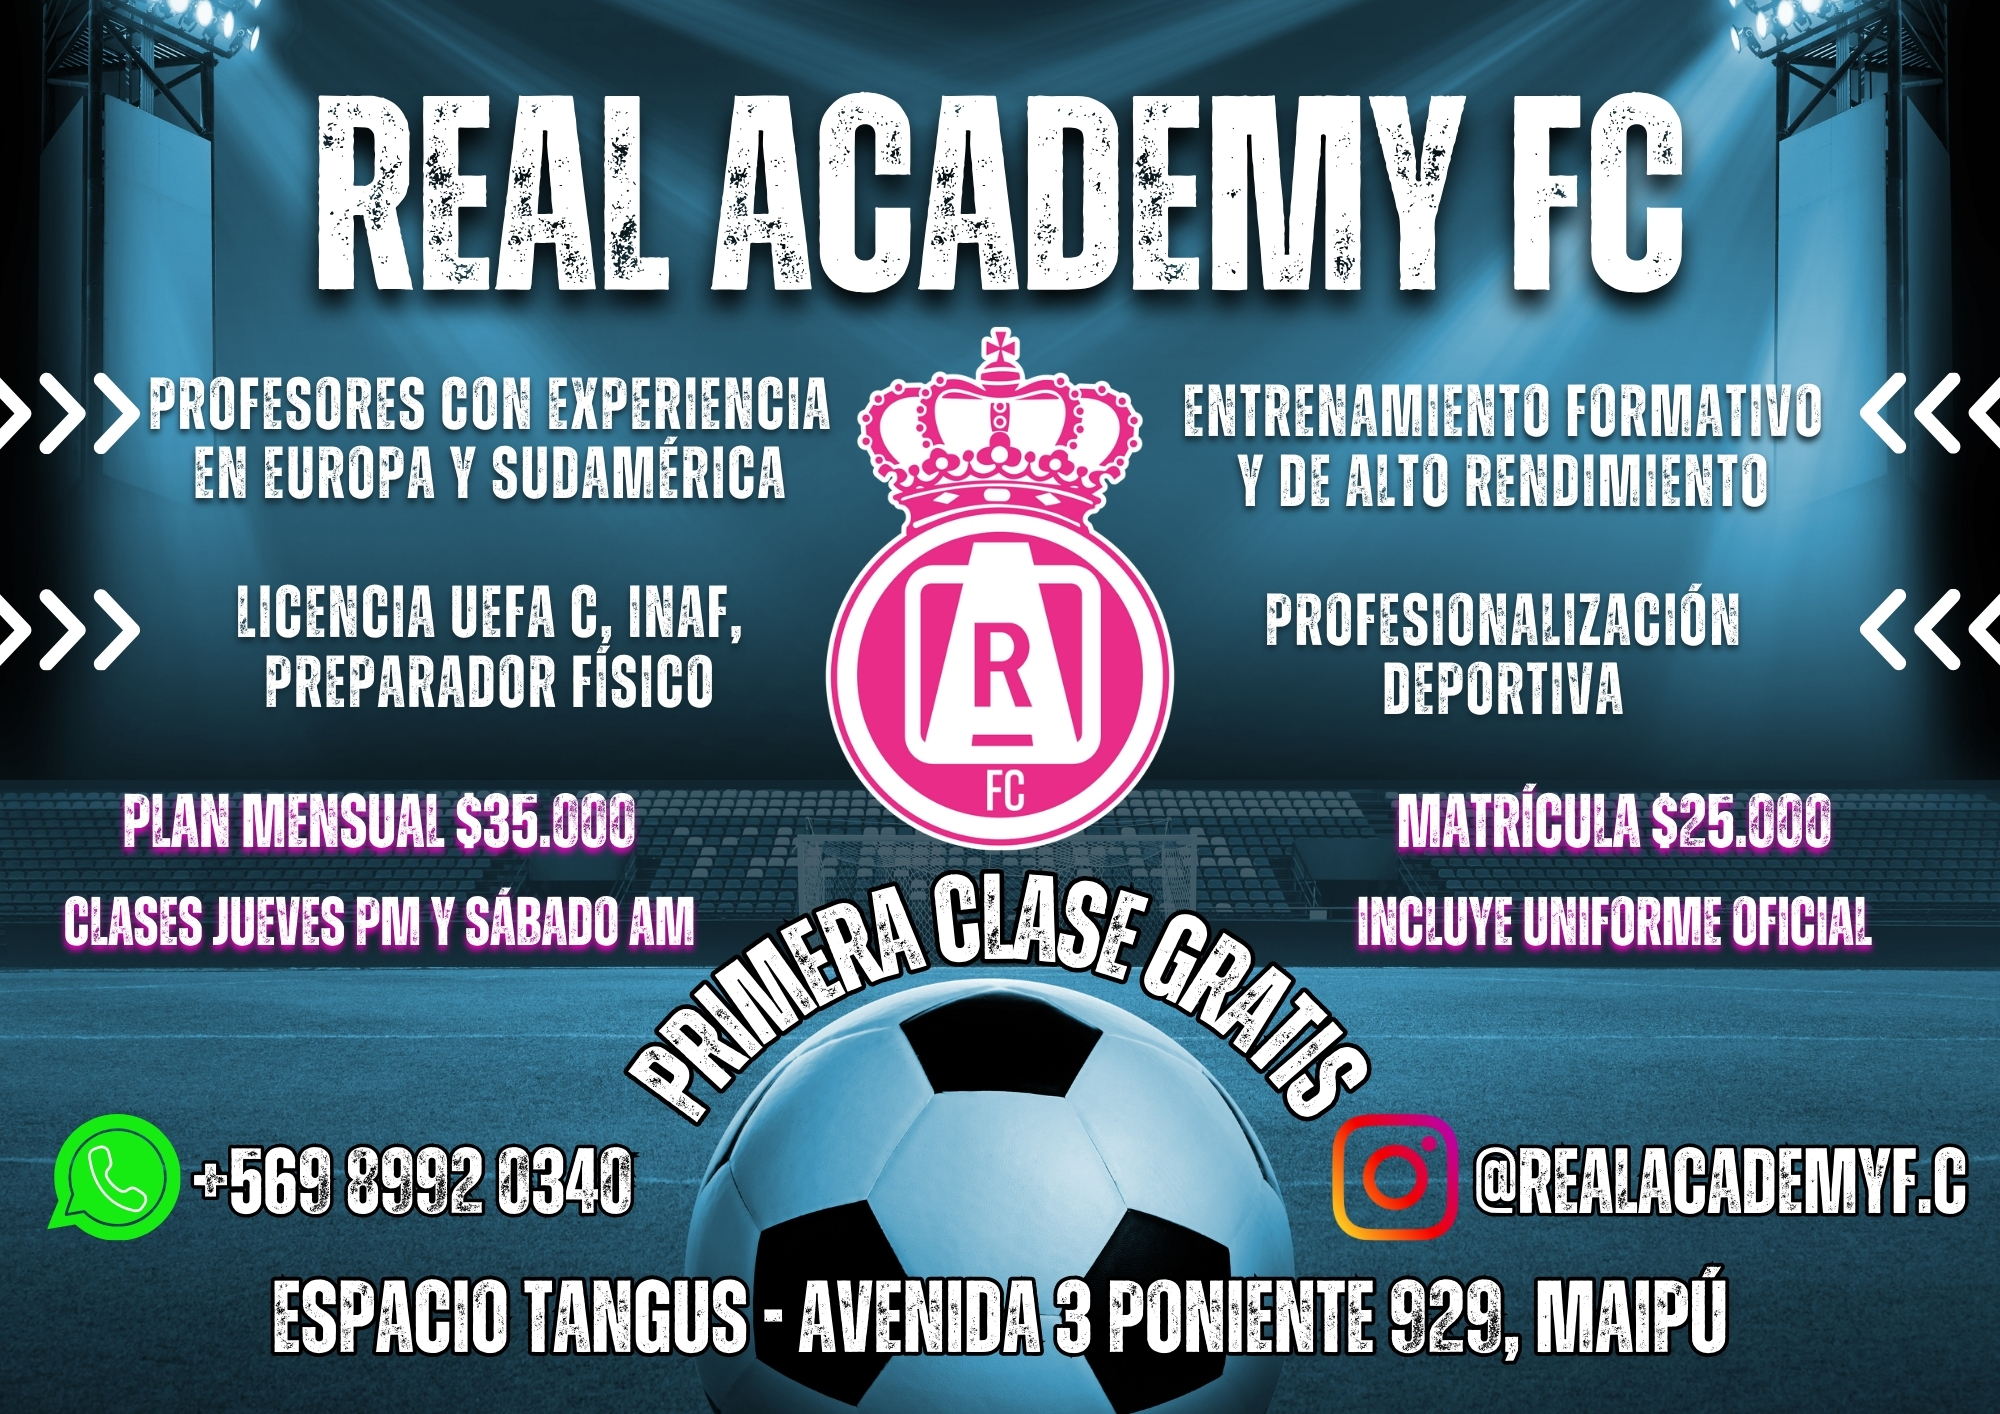 REAL ACADEMY FC
PROFESORES CON EXPERIENCIA
EN EUROPA Y SUDAMÉRICA
ENTRENAMIENTO FORMATIVO
Y DE ALTO RENDIMIENTO
LICENCIA UEFA C, INAF,
PREPARADOR FÍSICO
PROFESIONALIZACIÓN
DEPORTIVA
R
FC
PLAN MENSUAL $35.000
CLASES JUEVES PM Y SÁBADO AM
MATRÍCULA $25.000
INCLUYE UNIFORME OFICIAL
PRIMERA CLASE GRATIS
+569 8992 0340
@REALACADEMYF.C
ESPACIO TANGUS - AVENIDA 3 PONIENTE 929, MAIPÚ